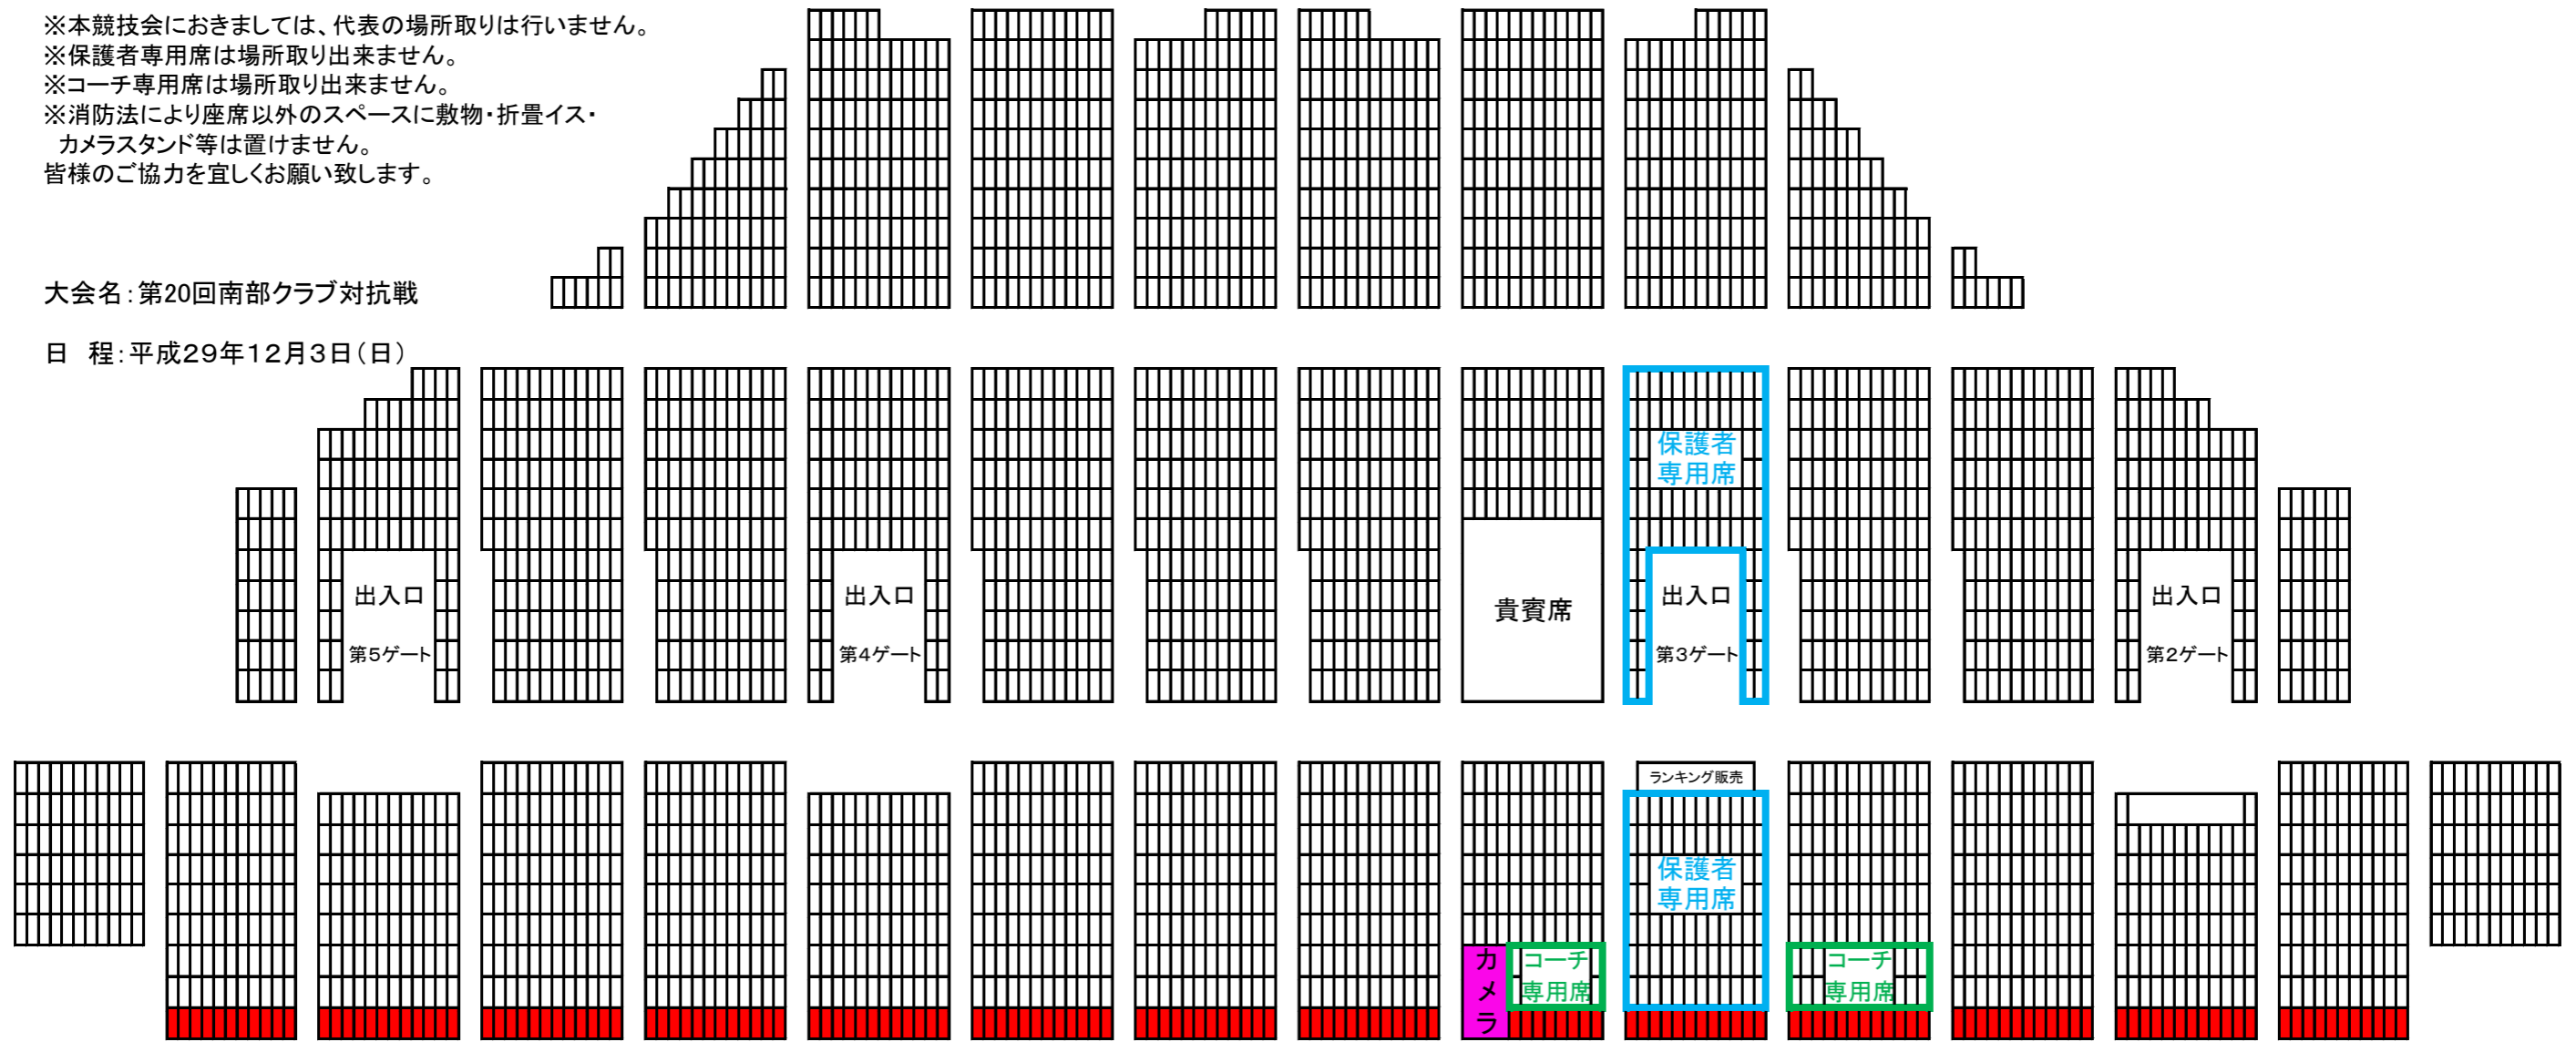 ※本競技会におきましては、代表の場所取りは行いません。
※保護者専用席は場所取り出来ません。
※コーチ専用席は場所取り出来ません。
※消防法により座席以外のスペースに敷物・折畳イス・
カメラスタンド等は置けません。
皆様のご協力を宜しくお願い致します。
大会名：第20回南部クラブ対抗戦
日　程：平成２９年１２月３日（日）
保護者
専用席
出入口
第5ゲート
出入口
第4ゲート
貴賓席
出入口
第3ゲート
出入口
第2ゲート
ランキング販売
保護者
専用席
カメラ
コーチ
専用席
コーチ
専用席